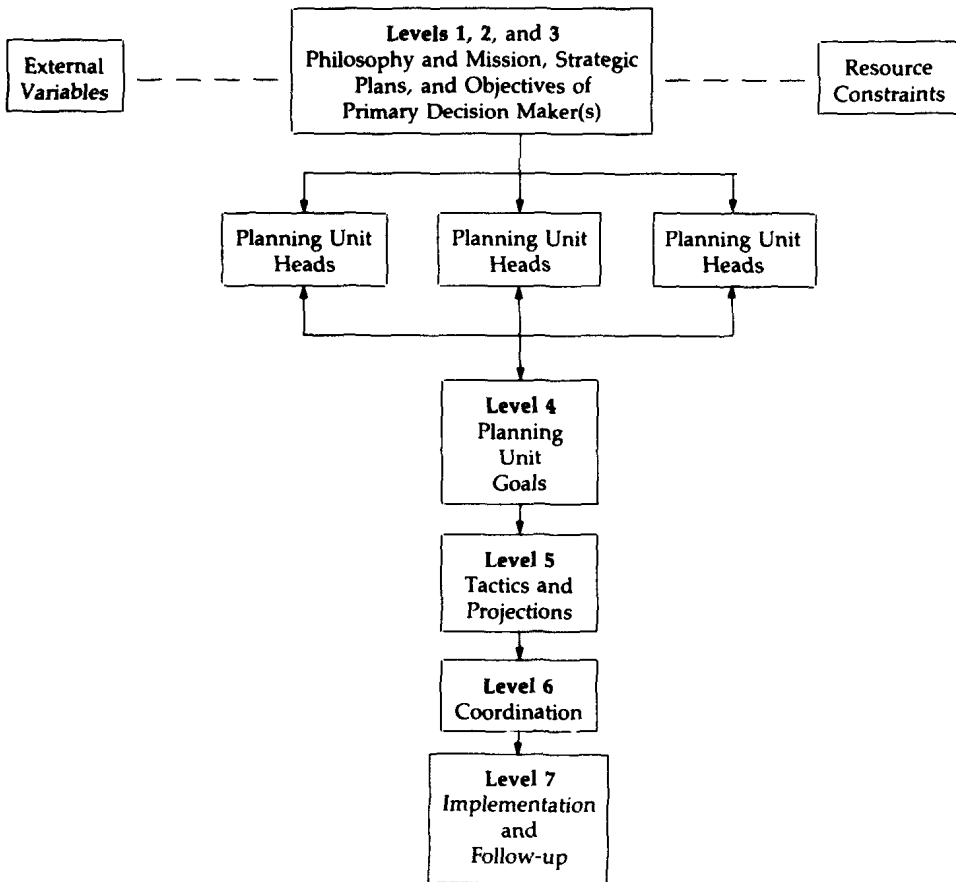 Levels 1, 2, and 3
Philosophy and Mission, Strategic
Plans, and Objectives of
Primary Decision Maker(s)
External
Variables
Resource
Constraints
Planning Unit
Heads
Planning Unit
Heads
Planning Unit
Heads
Level 4
Planning
Unit
Goals
Level 5
Tactics and
Projections
Level 6
Coordination
Level 7
Implementation
and
Follow-up